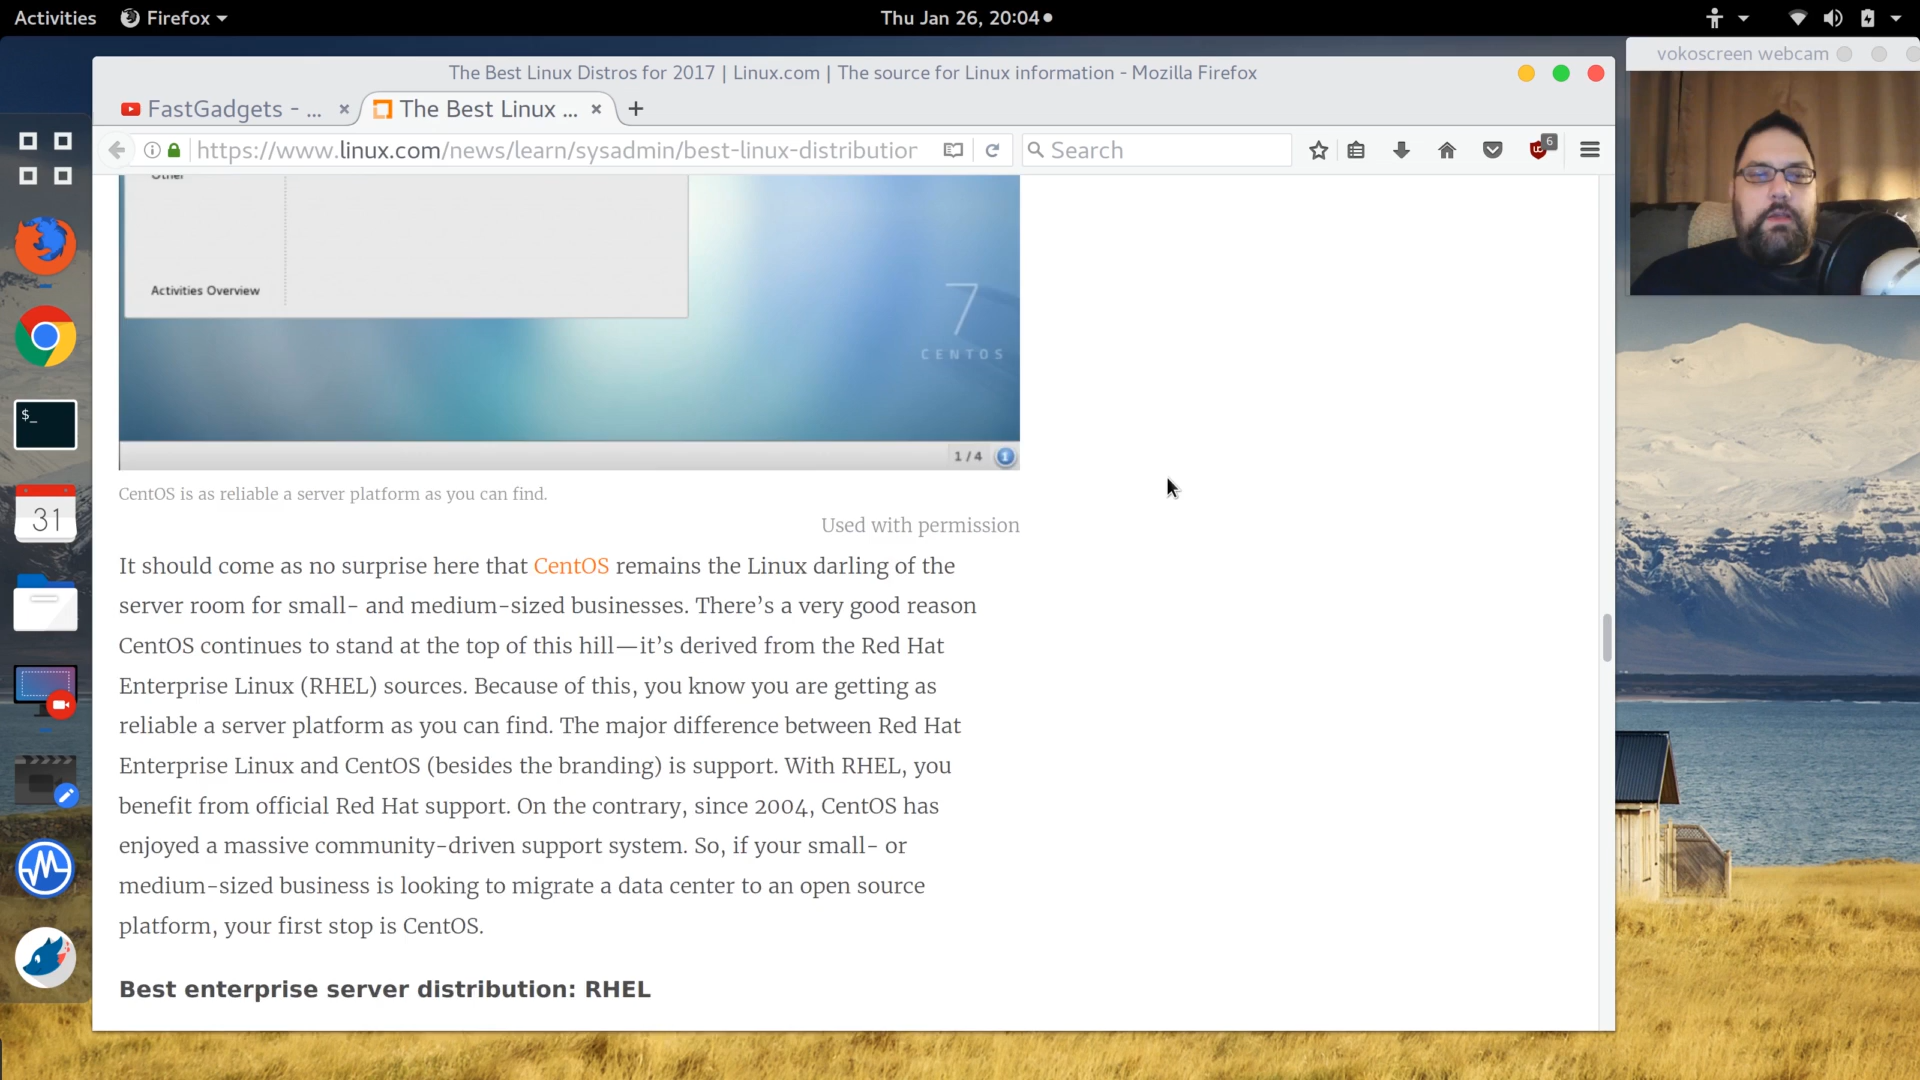 Activities Firefox Thu Jan 26, 20:04
vokoscreen webcam
The Best Linux Distros for 2017 | Linux.com | The source for Linux information - Mozilla Firefox
FastGadgets - ... The Best Linux ...
https://www.linux.com/news/learn/sysadmin/best-linux-distribution Search 6
Other
Activities Overview
7
CENTOS
1 / 4 1
$_
31
CentOS is as reliable a server platform as you can find.
Used with permission
It should come as no surprise here that CentOS remains the Linux darling of the
server room for small- and medium-sized businesses. There’s a very good reason
CentOS continues to stand at the top of this hill—it’s derived from the Red Hat
Enterprise Linux (RHEL) sources. Because of this, you know you are getting as
reliable a server platform as you can find. The major difference between Red Hat
Enterprise Linux and CentOS (besides the branding) is support. With RHEL, you
benefit from official Red Hat support. On the contrary, since 2004, CentOS has
enjoyed a massive community-driven support system. So, if your small- or
medium-sized business is looking to migrate a data center to an open source
platform, your first stop is CentOS.
Best enterprise server distribution: RHEL